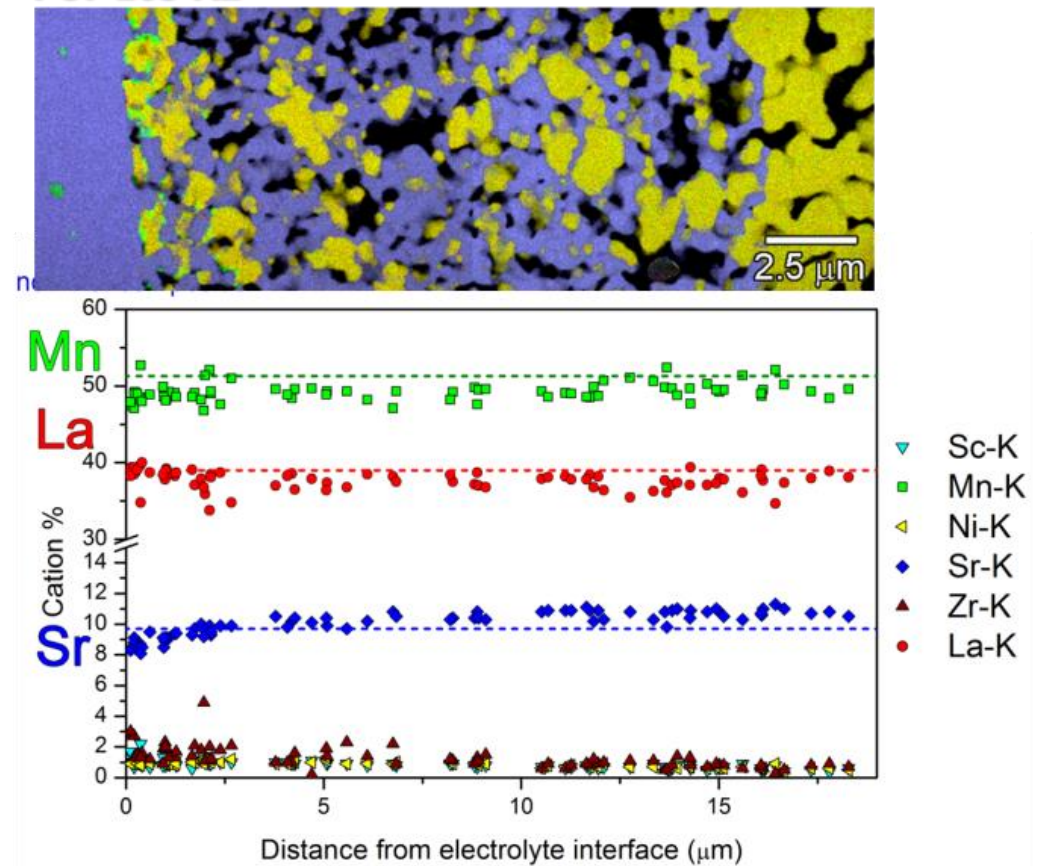 2.5 μm
60
Mn
50
La
40
30
14
12
10
Sr
8
6
4
2
0
Cation %
0
5
10
15
Distance from electrolyte interface (μm)
Sc-K
Mn-K
Ni-K
Sr-K
Zr-K
La-K